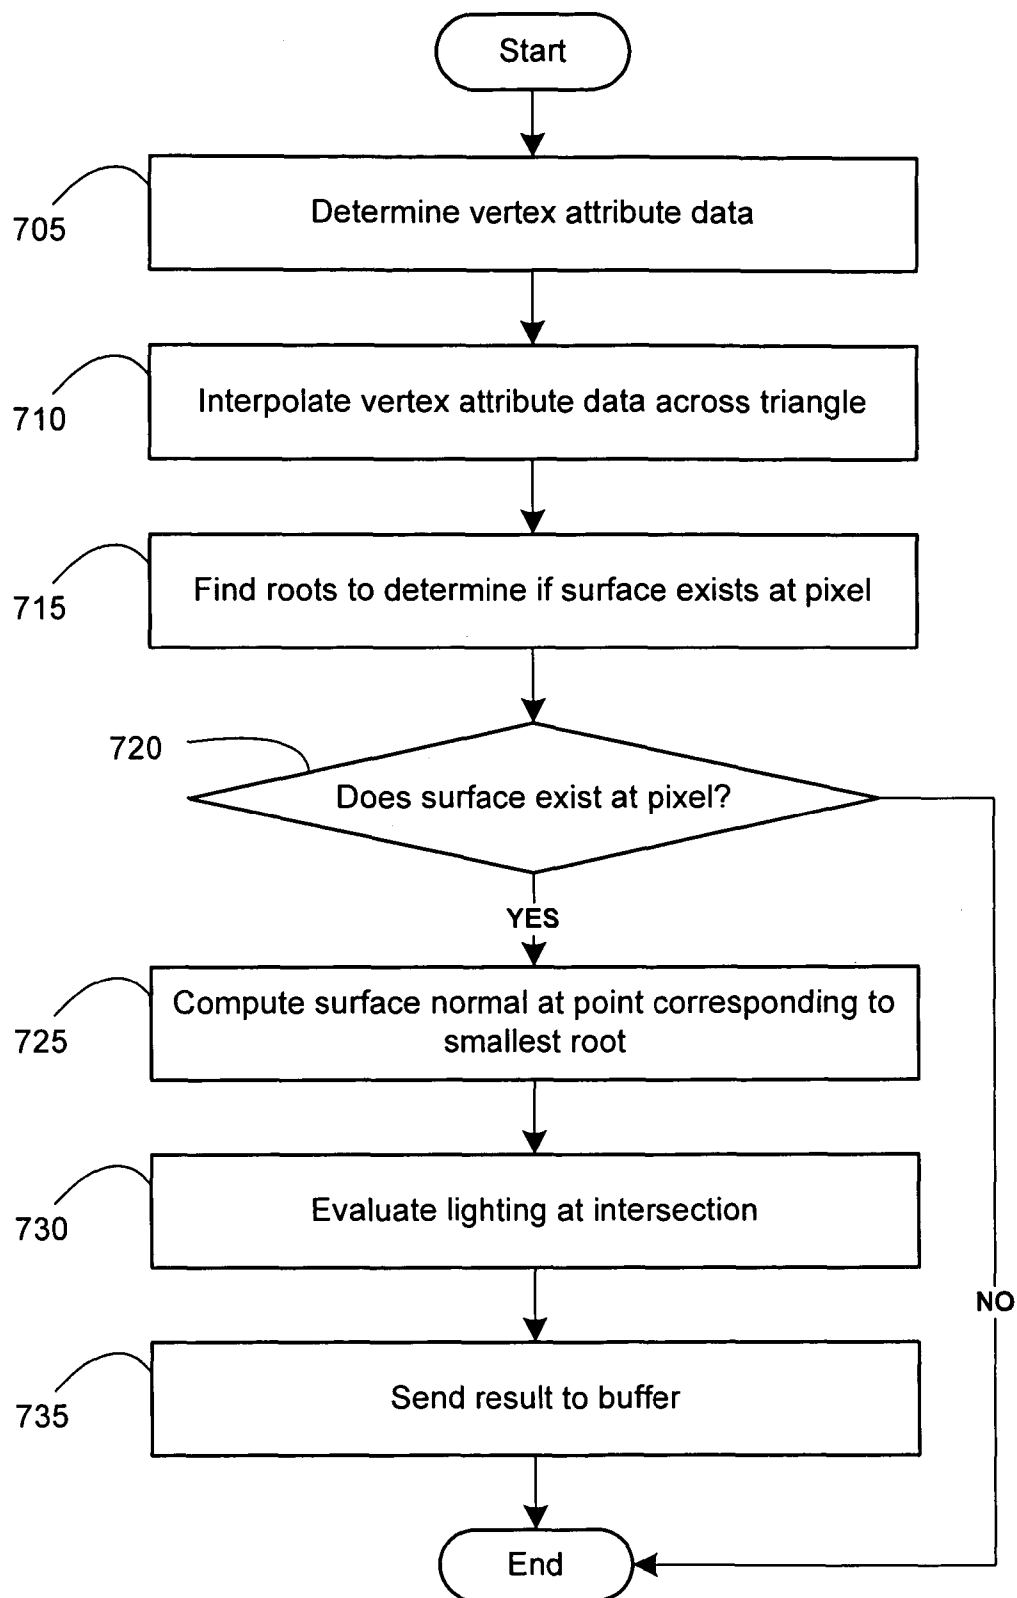 Start
705
Determine vertex attribute data
710
Interpolate vertex attribute data across triangle
715
Find roots to determine if surface exists at pixel
720
Does surface exist at pixel?
YES
725
Compute surface normal at point corresponding to
smallest root
730
Evaluate lighting at intersection
NO
735
Send result to buffer
End